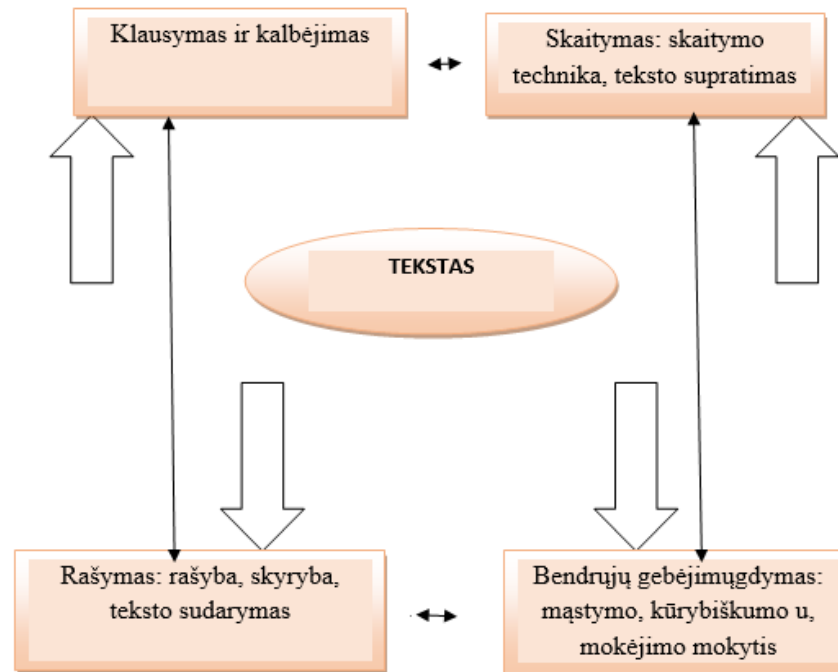 Klausymas ir kalbėjimas
Skaitymas: skaitymo
technika, teksto supratimas
TEKSTAS
Rašymas: rašyba, skyryba,
teksto sudarymas
Bendrųjų gebėjimųgdymas:
mąstymo, kūrybiškumo u,
mokėjimo mokytis